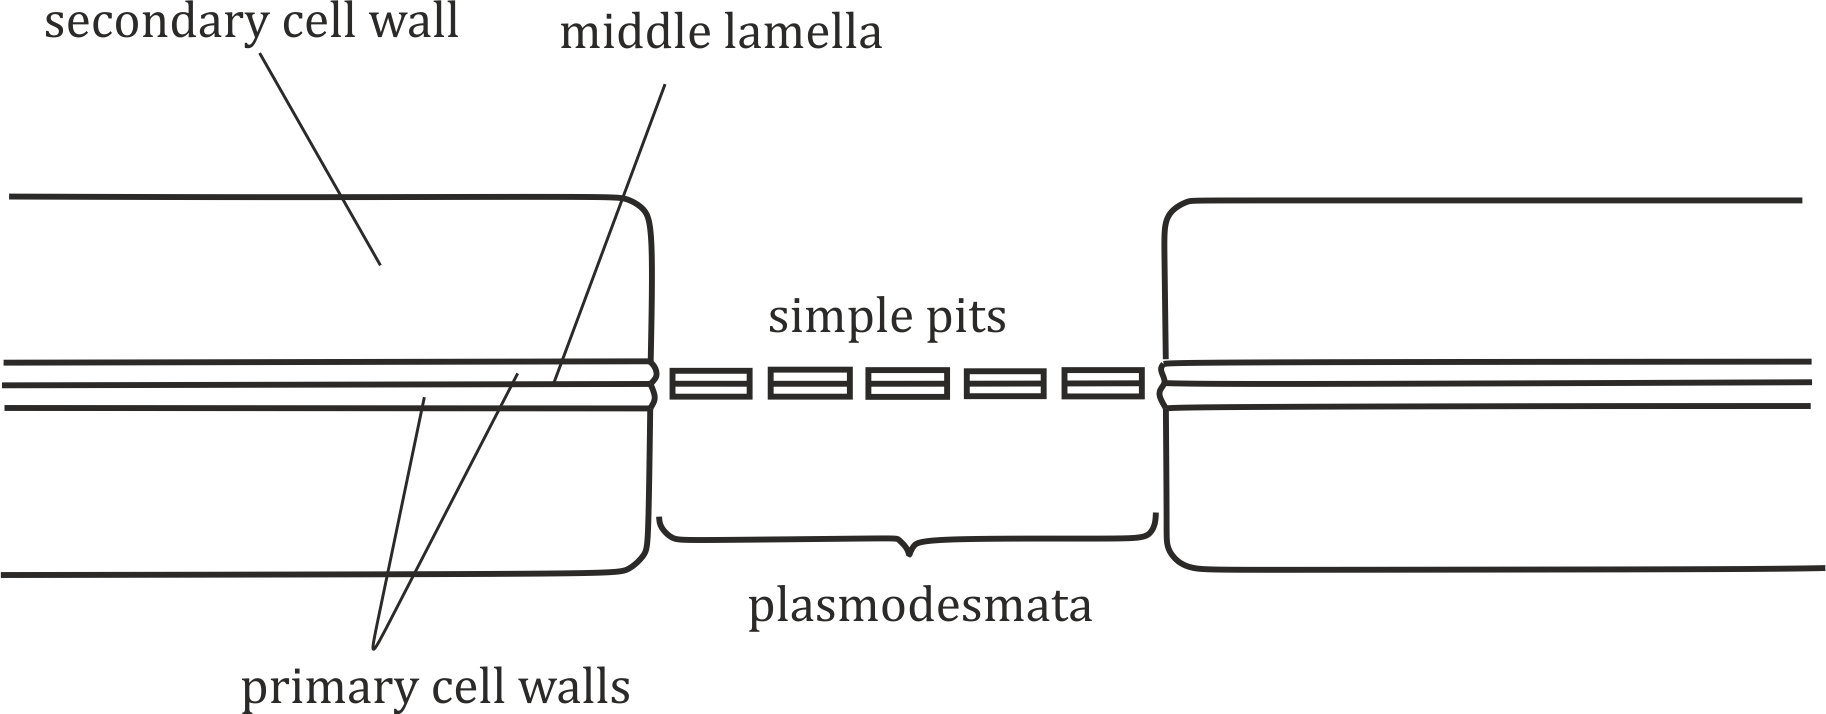 secondary cell wall
middle lamella
simple pits
plasmodesmata
primary cell walls